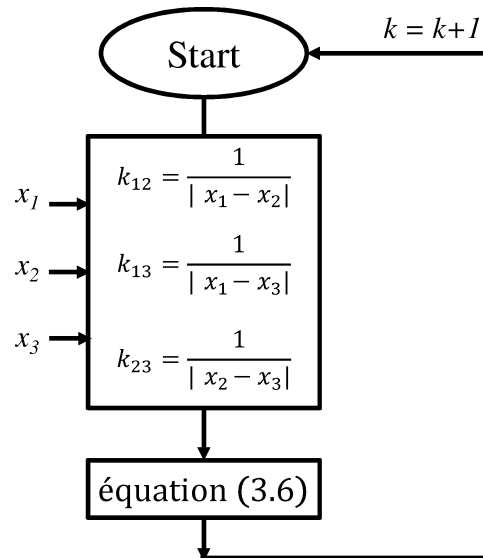 k = k+1
Start
x₁
x₂
x₃
k₁₂ = 1 / | x₁ − x₂|
k₁₃ = 1 / | x₁ − x₃|
k₂₃ = 1 / | x₂ − x₃|
équation (3.6)